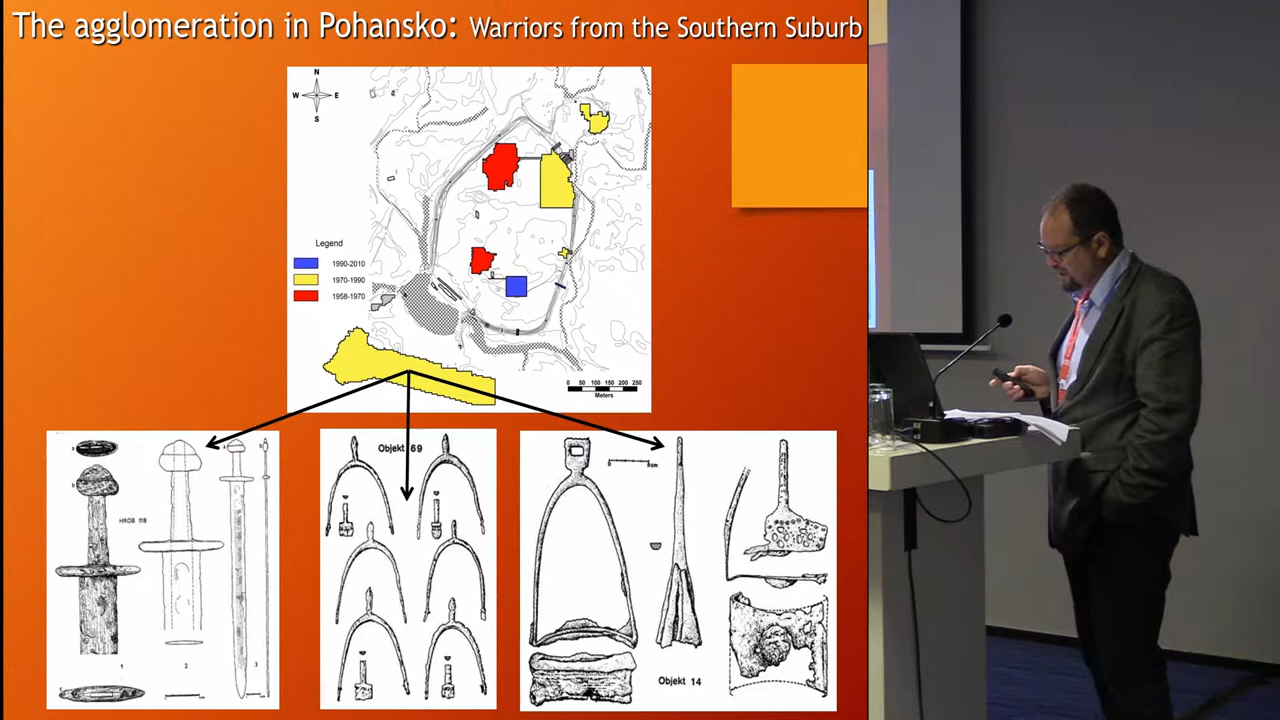 The agglomeration in Pohansko: Warriors from the Southern Suburb
N
W E
S
Legend
1990-2010
1970-1990
1958-1970
0 50 100 150 200 250
Meters
HROB 118
1 2 3
Objekt 69
Objekt 14